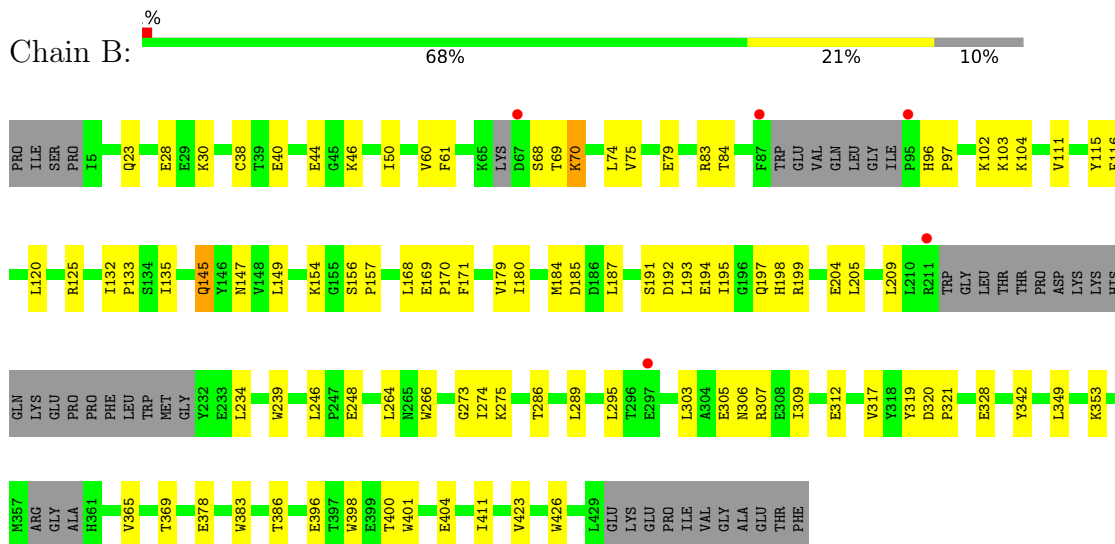 .%
Chain B:
68% 21% 10%
PRO ILE SER PRO I5 Q23 E28 E29 K30 C38 T39 E40 E44 G45 K46 I50 V60 F61 K65 LYS D67 S68 T69 K70 L74 V75 E79 R83 T84 F87 TRP GLU VAL GLN LEU GLY ILE P95 H96 P97 K102 K103 K104 V111 Y115 F116
L120 R125 I132 P133 S134 I135 Q145 Y146 N147 V148 L149 K154 G155 S156 P157 L168 E169 P170 F171 V179 I180 M184 D185 D186 L187 S191 D192 L193 E194 I195 G196 Q197 H198 R199 E204 L205 L209 L210 R211 TRP GLY LEU THR THR PRO ASP LYS LYS HIS
GLN LYS GLU PRO PRO PHE LEU TRP MET GLY Y232 E233 L234 W239 L246 P247 E248 L264 N265 W266 G273 I274 K275 T286 L289 L295 T296 E297 L303 A304 E305 N306 R307 E308 I309 E312 V317 Y318 Y319 D320 P321 E328 Y342 L349 K353
M357 ARG GLY ALA H361 V365 T369 E378 W383 T386 E396 T397 W398 E399 T400 W401 E404 I411 V423 W426 L429 GLU LYS GLU PRO ILE VAL GLY ALA GLU THR PHE